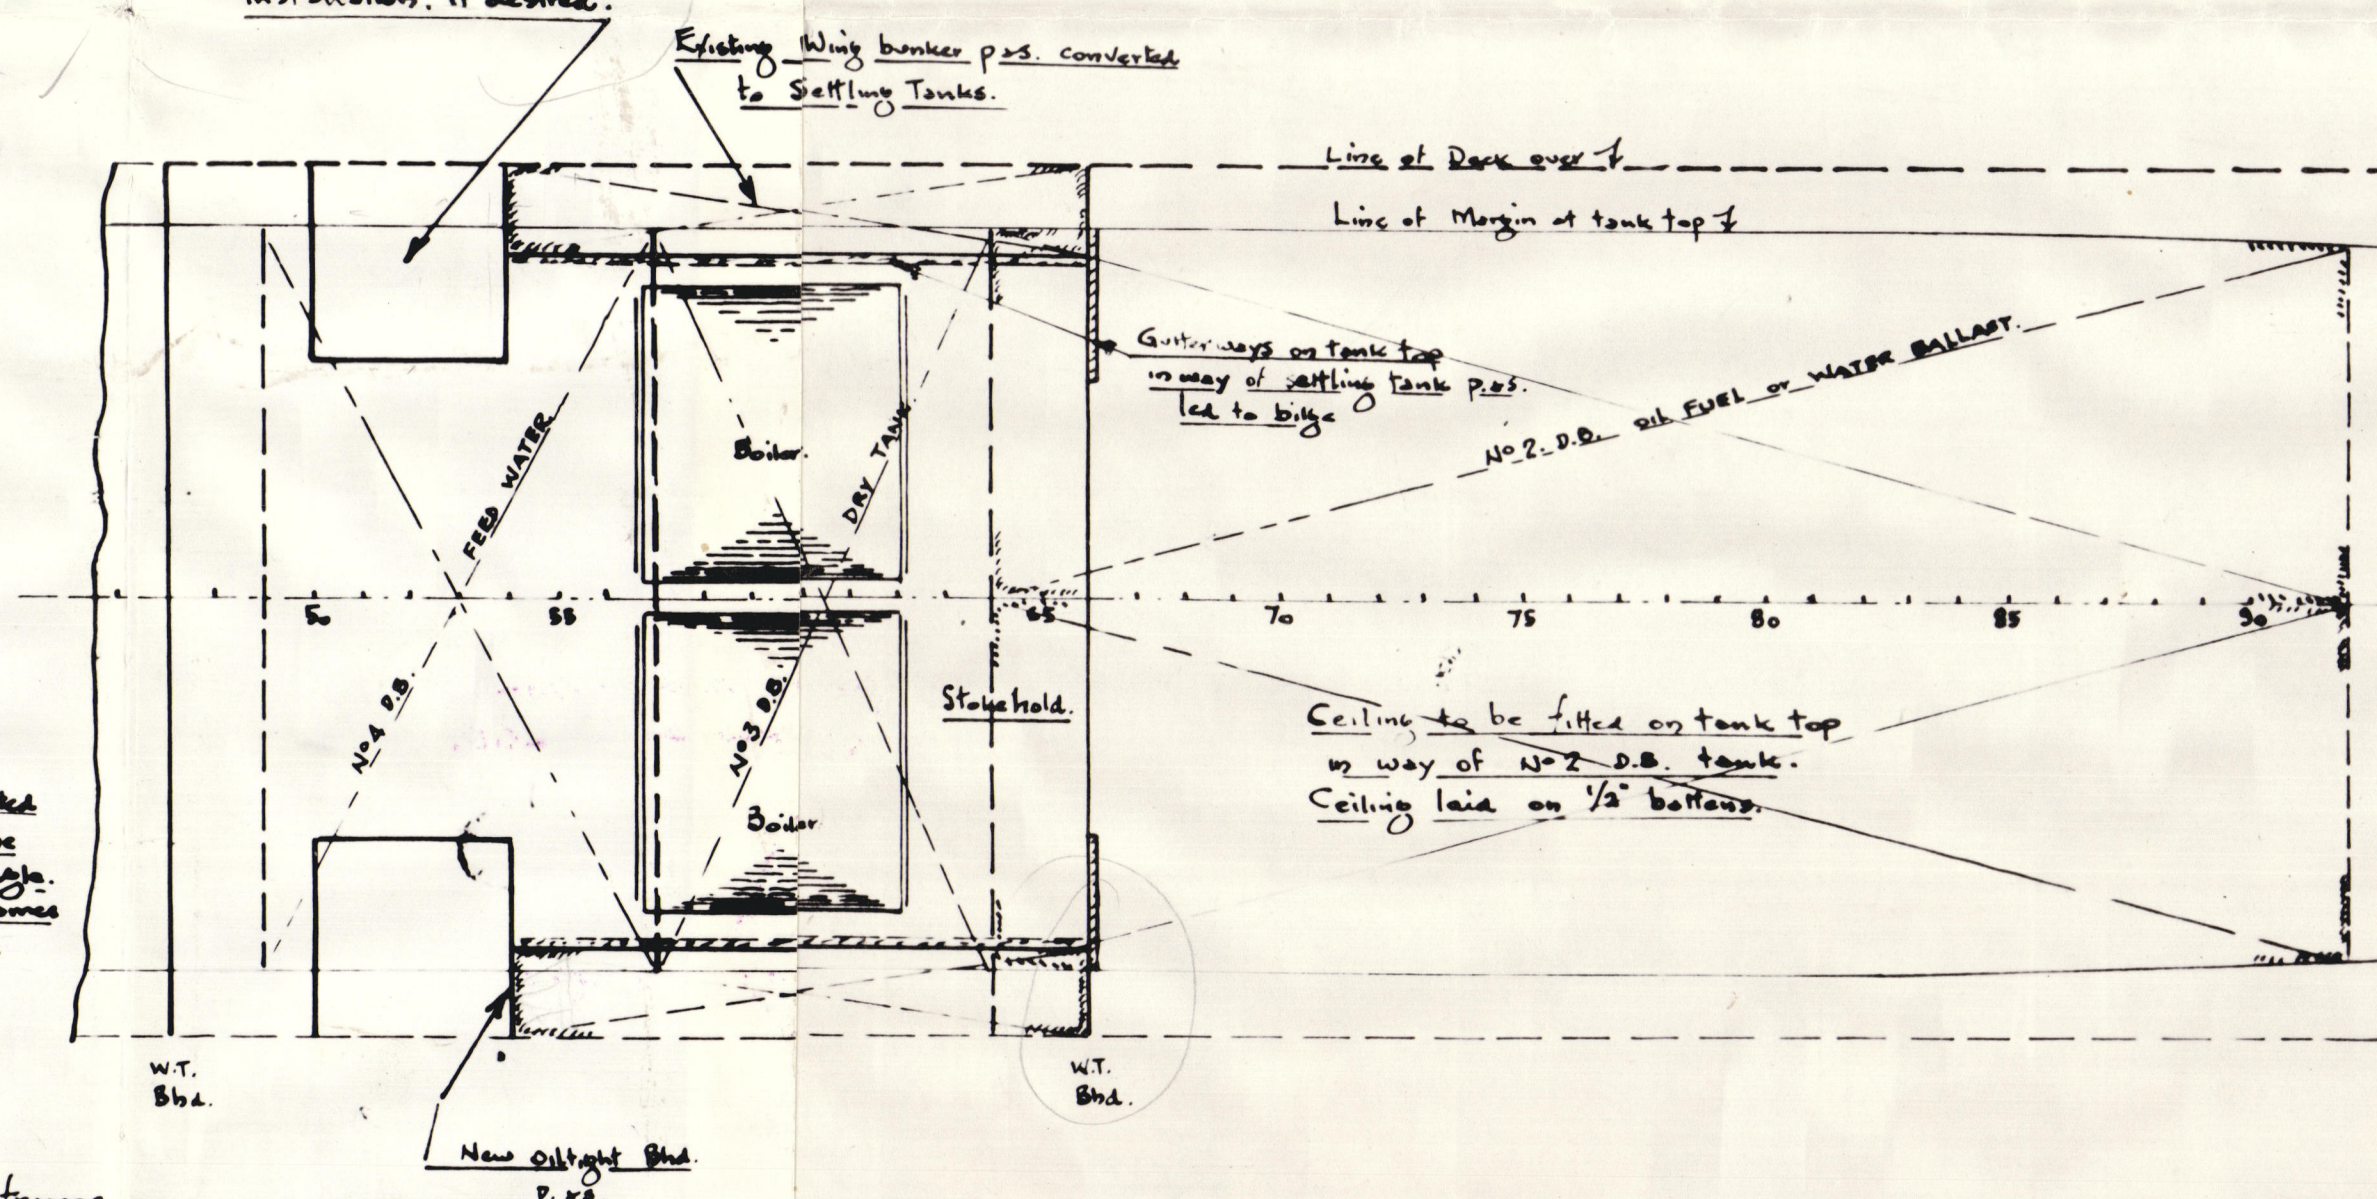 Installations, if desired.
Existing Wing bunker p&s. converted
to Settling Tanks.
Line of Deck over
Line of Margin at tank top
Gutterways on tank top
in way of settling tank p.&s.
led to bilge
No 2. D.B. OIL FUEL or WATER BALLAST.
FEED WATER.
No 4 D.B.
Boiler.
DRY TANK
No 3 D.B.
50 55 65 70 75 80 85 90
Stokehold.
Boiler
Ceiling to be fitted on tank top
in way of No 2 D.B. tank.
Ceiling laid on 1/2" battens.
W.T.
Bhd.
W.T.
Bhd.
New Oiltight Bhd.
p.&s.